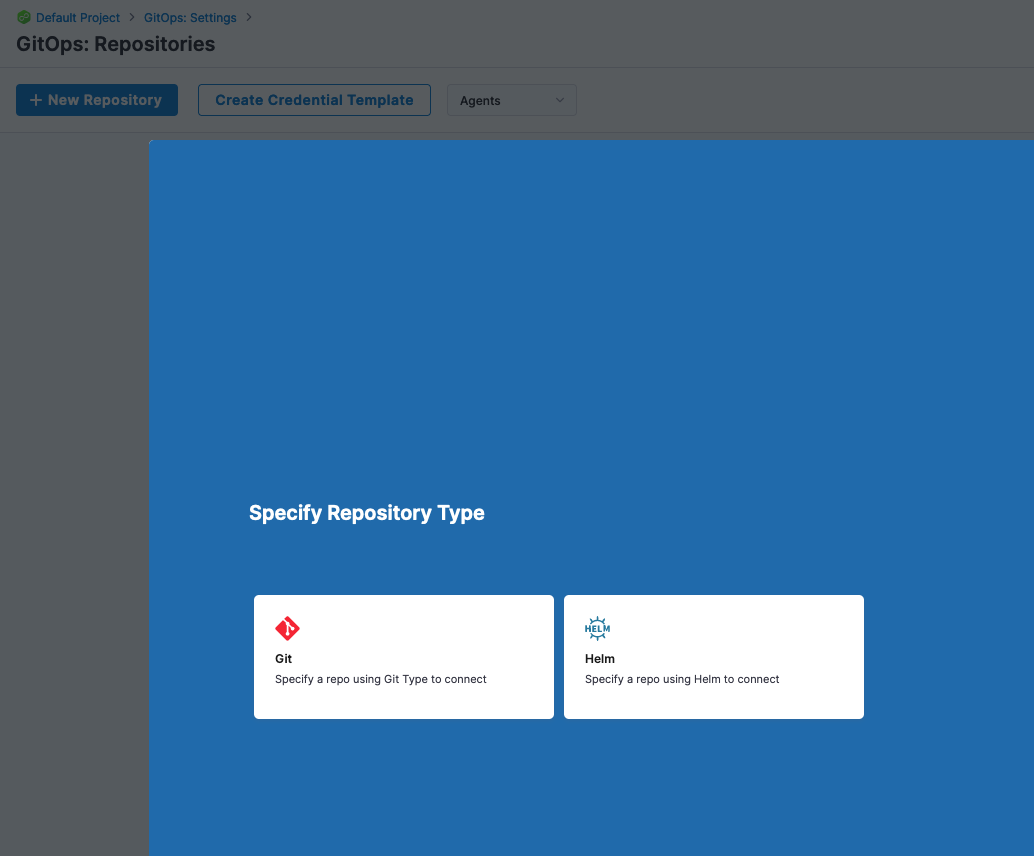 Default Project > GitOps: Settings >
GitOps: Repositories
+ New Repository
Create Credential Template
Agents
Specify Repository Type
HELM
Git
Helm
Specify a repo using Git Type to connect
Specify a repo using Helm to connect